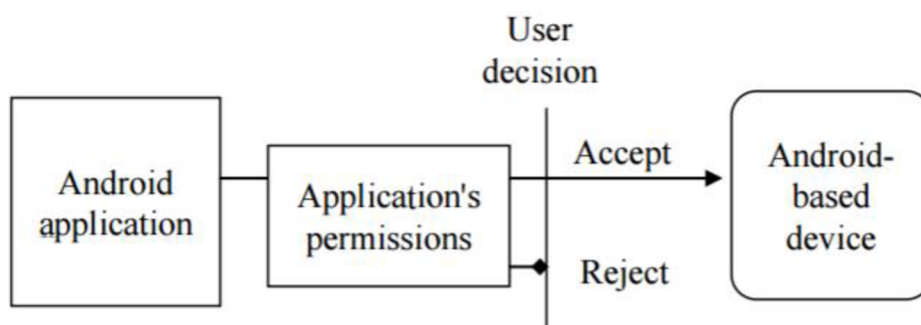 User
decision
Android
application
Application's
permissions
Accept
Reject
Android-
based
device